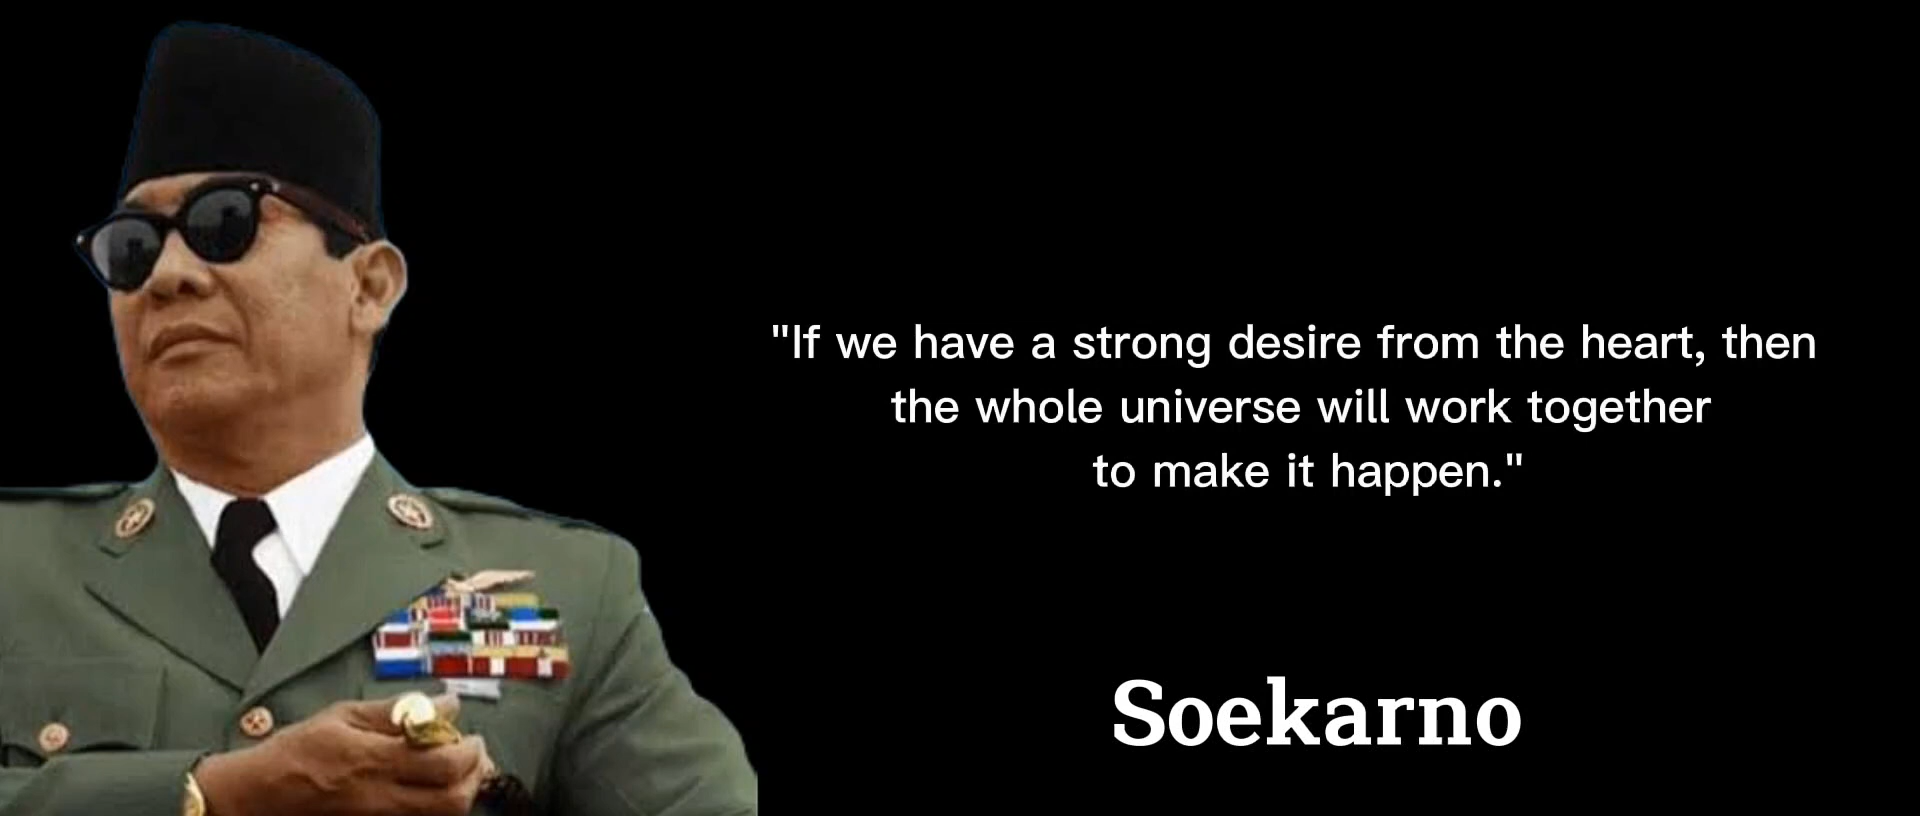 "If we have a strong desire from the heart, then
the whole universe will work together
to make it happen."
Soekarno